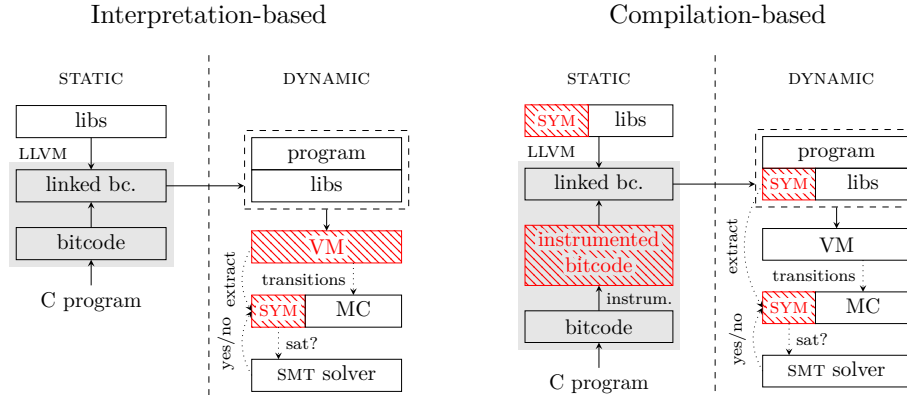 Interpretation-based
STATIC
DYNAMIC
libs
LLVM
linked bc.
bitcode
C program
program
libs
VM
extract
transitions
SYM
MC
yes/no
sat?
SMT solver
Compilation-based
STATIC
DYNAMIC
SYM
libs
LLVM
linked bc.
instrumented
bitcode
instrum.
bitcode
C program
program
SYM
libs
extract
VM
transitions
SYM
MC
yes/no
sat?
SMT solver